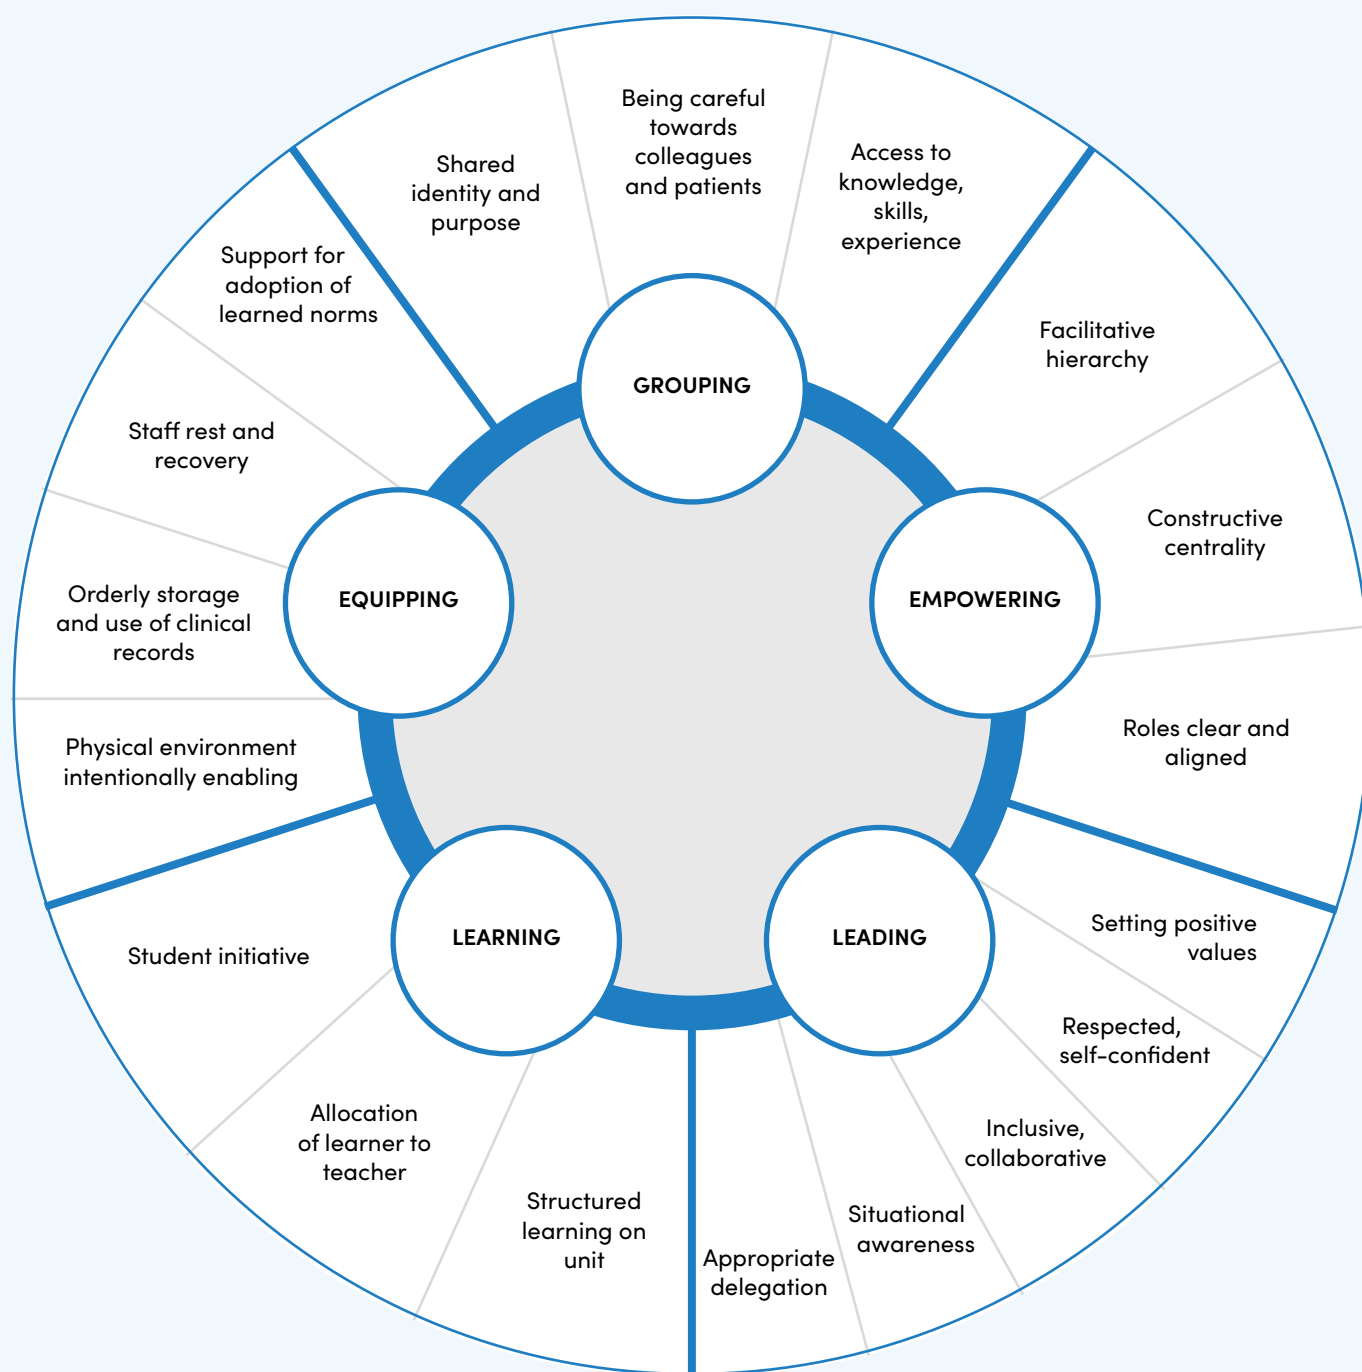 Being careful
towards
colleagues
and patients
Access to
knowledge,
skills,
experience
Shared
identity and
purpose
GROUPING
Facilitative
hierarchy
Constructive
centrality
Roles clear and
aligned
EMPOWERING
Setting positive
values
Respected,
self-confident
Inclusive,
collaborative
Situational
awareness
Appropriate
delegation
LEADING
Structured
learning on
unit
Allocation
of learner to
teacher
Student initiative
LEARNING
Physical environment
intentionally enabling
Orderly storage
and use of clinical
records
Staff rest and
recovery
Support for
adoption of
learned norms
EQUIPPING